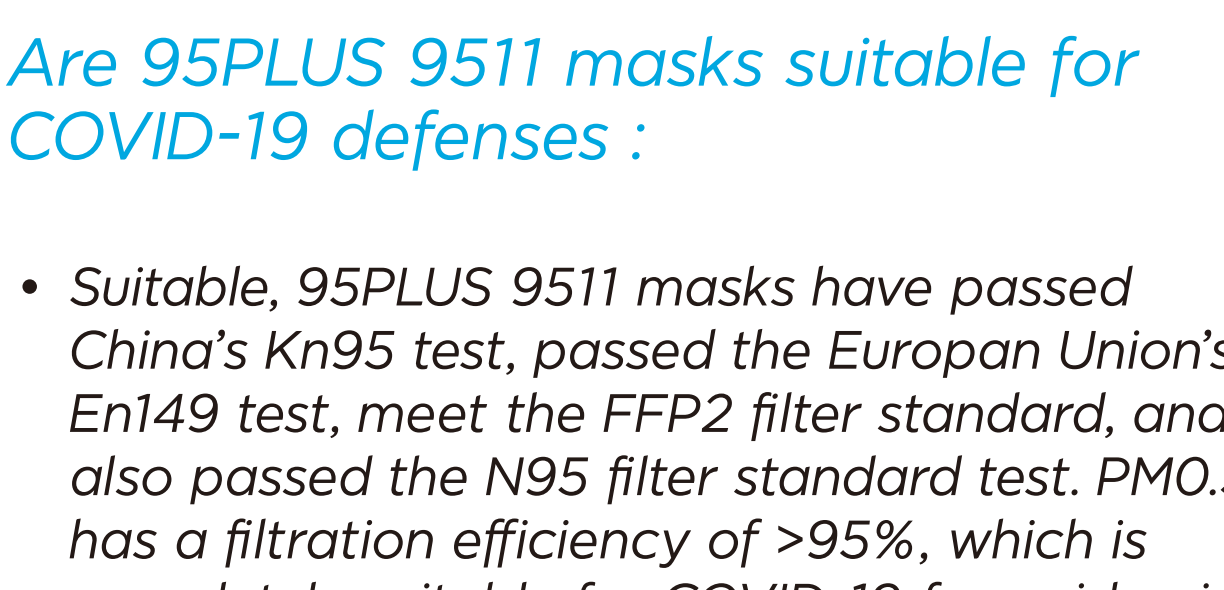 Are 95PLUS 9511 masks suitable for
COVID-19 defenses :
• Suitable, 95PLUS 9511 masks have passed
China’s Kn95 test, passed the Europan Union’s
En149 test, meet the FFP2 filter standard, and
also passed the N95 filter standard test. PM0.
has a filtration efficiency of >95%, which is